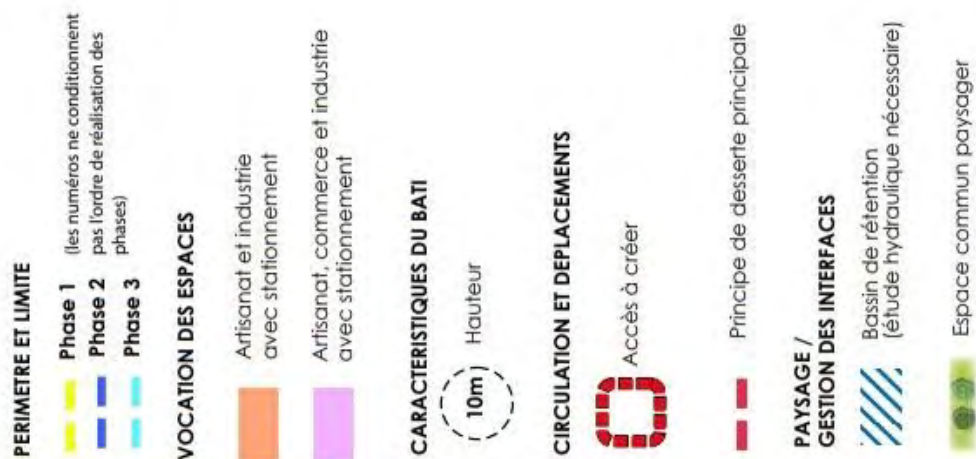 PERIMETRE ET LIMITE
Phase 1
Phase 2
Phase 3
(les numéros ne conditionnent
pas l'ordre de réalisation des
phases)
VOCATION DES ESPACES
Artisanat et industrie
avec stationnement
Artisanat, commerce et industrie
avec stationnement
CARACTERISTIQUES DU BATI
10m
Hauteur
CIRCULATION ET DEPLACEMENTS
Accès à créer
Principe de desserte principale
PAYSAGE /
GESTION DES INTERFACES
Bassin de rétention
(étude hydraulique nécessaire)
Espace commun paysager